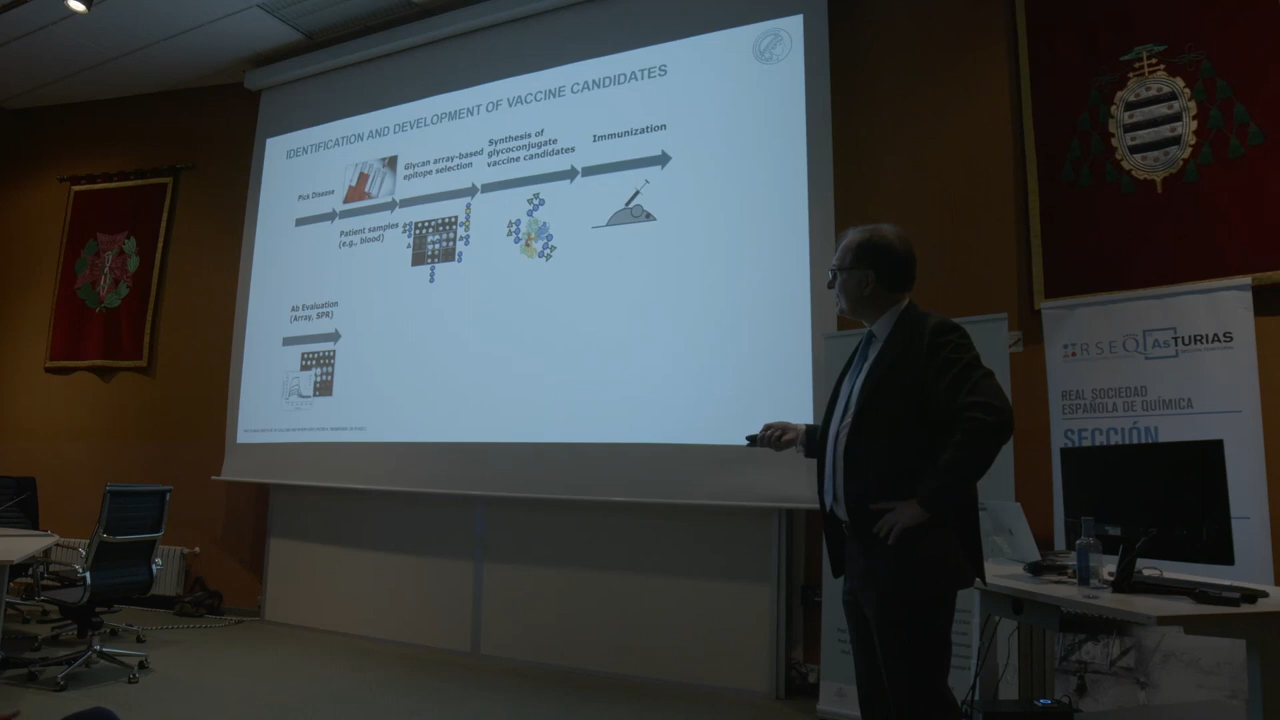 IDENTIFICATION AND DEVELOPMENT OF VACCINE CANDIDATES
Pick Disease
Patient samples
(e.g., blood)
Glycan array-based
epitope selection
Synthesis of
glycoconjugate
vaccine candidates
Immunization
Ab Evaluation
(Array, SPR)
RSEQ
AsTURIAS
REAL SOCIEDAD
ESPAÑOLA DE QUÍMICA
SECCIÓN